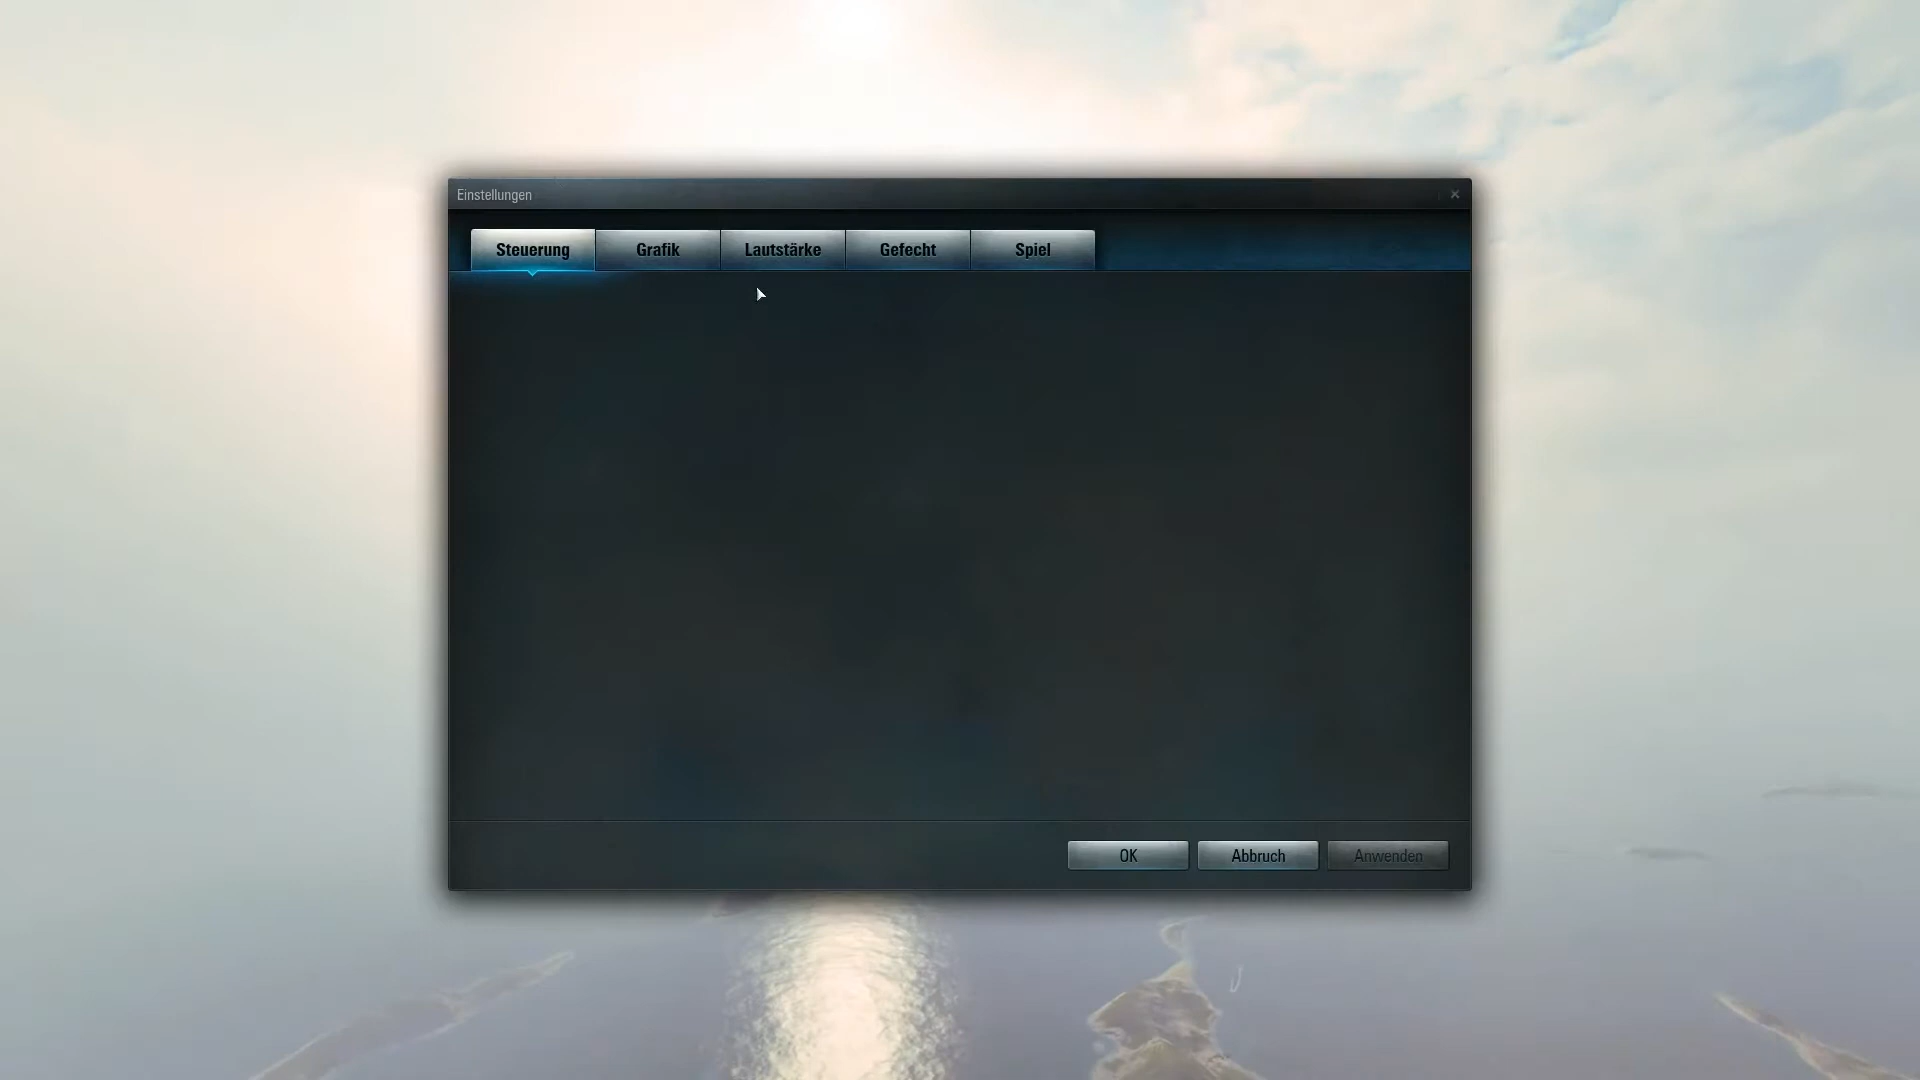 Einstellungen
Steuerung Grafik Lautstärke Gefecht Spiel
OK Abbruch Anwenden